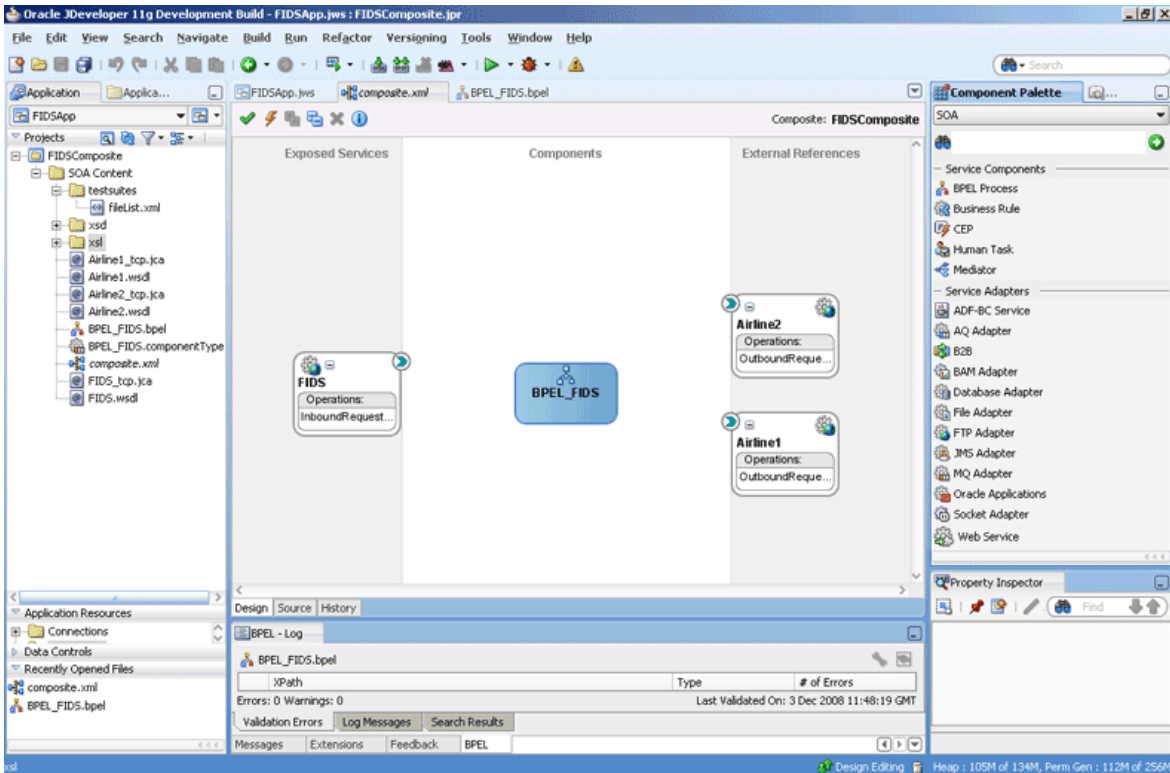 Oracle JDeveloper 11g Development Build - FIDSApp.jws : FIDSComposite.jpr
File Edit View Search Navigate Build Run Refactor Versioning Tools Window Help
Search
Application Applica...
FIDSApp
Projects
FIDSComposite
SOA Content
testsuites
fileList.xml
xsd
xsl
Airline1_tcp.jca
Airline1.wsdl
Airline2_tcp.jca
Airline2.wsdl
BPEL_FIDS.bpel
BPEL_FIDS.componentType
composite.xml
FIDS_tcp.jca
FIDS.wsdl
Application Resources
Connections
Data Controls
Recently Opened Files
composite.xml
BPEL_FIDS.bpel
FIDSApp.jws composite.xml BPEL_FIDS.bpel
Composite: FIDSComposite
Exposed Services Components External References
FIDS
Operations:
InboundRequest...
BPEL_FIDS
Airline2
Operations:
OutboundReque...
Airline1
Operations:
OutboundReque...
Design Source History
BPEL - Log
BPEL_FIDS.bpel
XPath Type # of Errors
Errors: 0 Warnings: 0 Last Validated On: 3 Dec 2008 11:48:19 GMT
Validation Errors Log Messages Search Results
Messages Extensions Feedback BPEL
Component Palette
SOA
Service Components
BPEL Process
Business Rule
CEP
Human Task
Mediator
Service Adapters
ADF-BC Service
AQ Adapter
B2B
BAM Adapter
Database Adapter
File Adapter
FTP Adapter
JMS Adapter
MQ Adapter
Oracle Applications
Socket Adapter
Web Service
Property Inspector
Find
xsl Design Editing Heap : 105M of 134M, Perm Gen : 112M of 256M